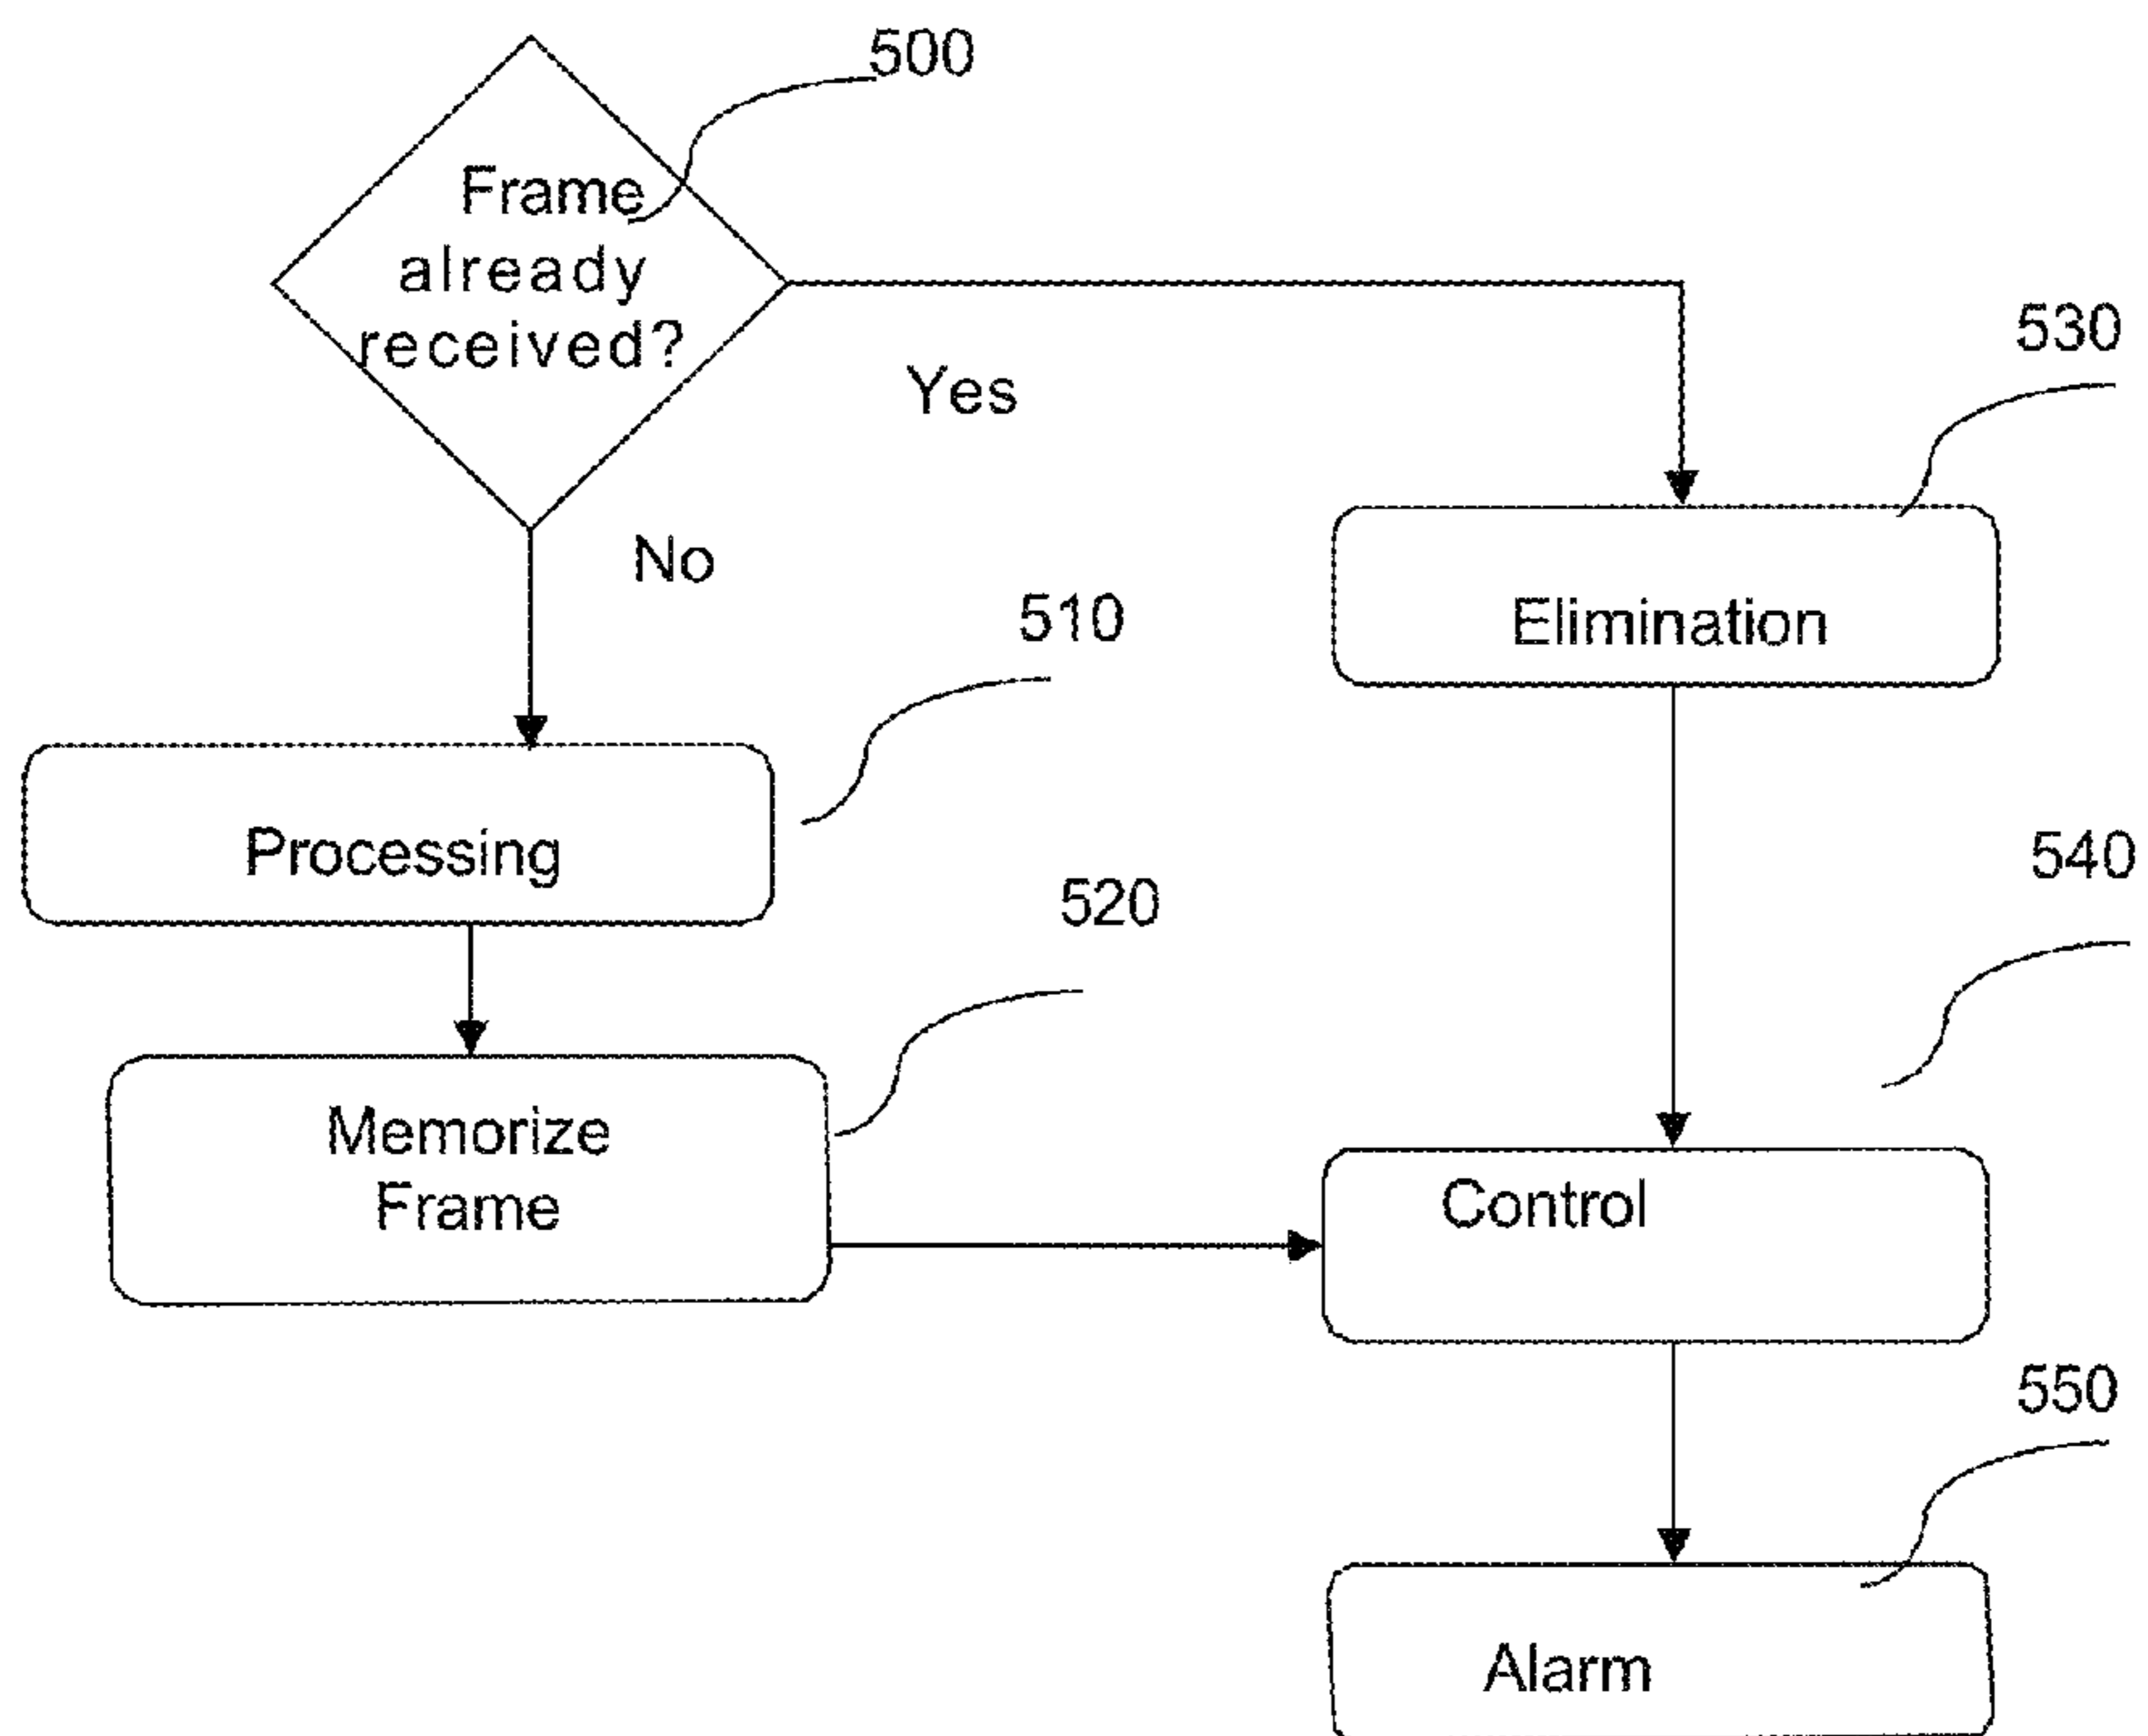 500
Frame
already
received?
Yes
530
No
510
Elimination
Processing
540
520
Memorize
Frame
Control
550
Alarm